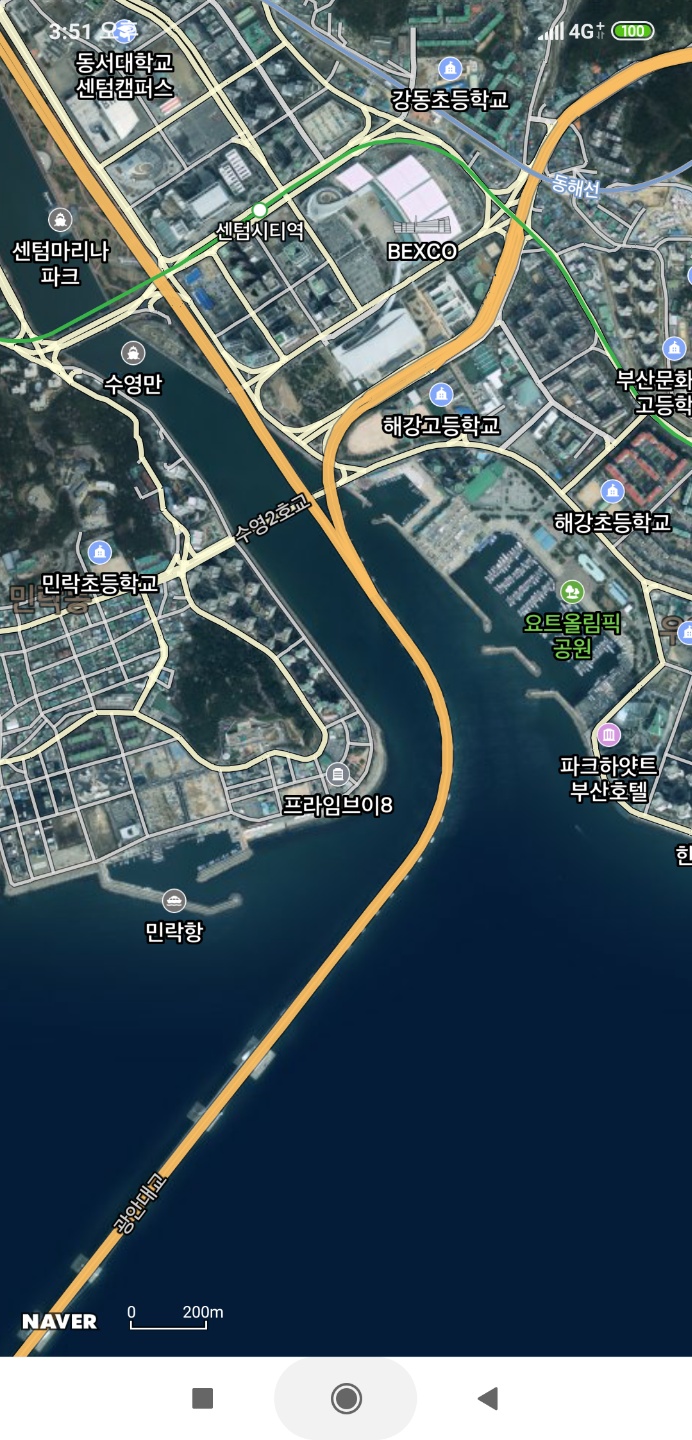 3:51 오후
4G+
100
동서대학교
센텀캠퍼스
강동초등학교
동해선
센텀시티역
센텀마리나
파크
BEXCO
수영만
부산문화
고등학
해강고등학교
해강초등학교
수영2호교
민락초등학교
요트올림픽
공원
파크하얏트
부산호텔
프라임브이8
한
민락항
광안대교
NAVER
0 200m